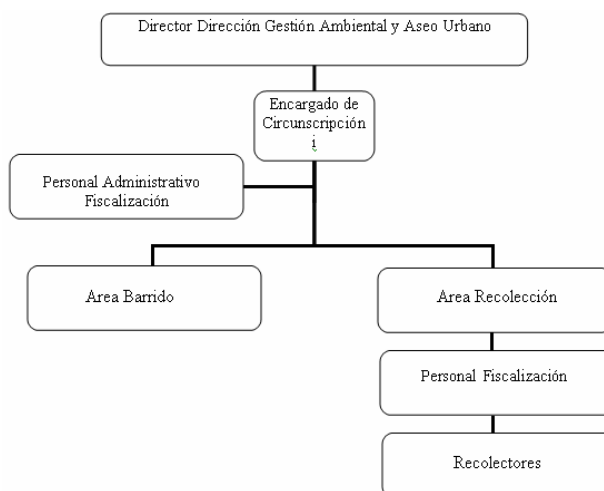 Director Dirección Gestión Ambiental y Aseo Urbano
Encargado de
Circunscripción
i
Personal Administrativo
Fiscalización
Area Barrido
Area Recolección
Personal Fiscalización
Recolectores